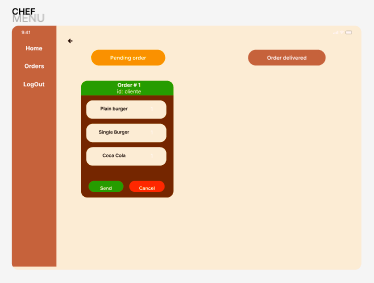 CHEF
MENU
9:41
Home
Orders
LogOut
Pending order
Order delivered
Order # 1
id: cliente
Plain burger
Single Burger
Coca Cola
Send
Cancel